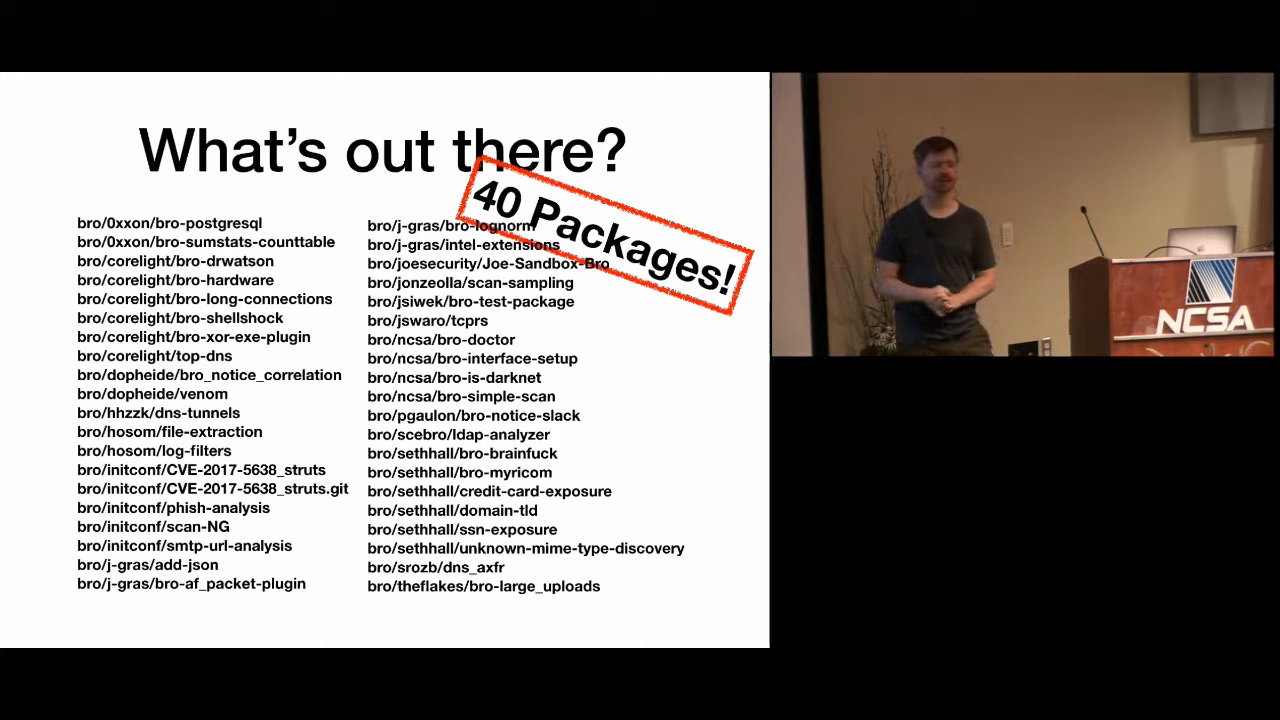 What's out there?
40 Packages!
bro/0xxon/bro-postgresql
bro/0xxon/bro-sumstats-counttable
bro/corelight/bro-drwatson
bro/corelight/bro-hardware
bro/corelight/bro-long-connections
bro/corelight/bro-shellshock
bro/corelight/bro-xor-exe-plugin
bro/corelight/top-dns
bro/dopheide/bro_notice_correlation
bro/dopheide/venom
bro/hhzzk/dns-tunnels
bro/hosom/file-extraction
bro/hosom/log-filters
bro/initconf/CVE-2017-5638_struts
bro/initconf/CVE-2017-5638_struts.git
bro/initconf/phish-analysis
bro/initconf/scan-NG
bro/initconf/smtp-url-analysis
bro/j-gras/add-json
bro/j-gras/bro-af_packet-plugin
bro/j-gras/bro-lognorm
bro/j-gras/intel-extensions
bro/joesecurity/Joe-Sandbox-Bro
bro/jonzeolla/scan-sampling
bro/jsiwek/bro-test-package
bro/jswaro/tcprs
bro/ncsa/bro-doctor
bro/ncsa/bro-interface-setup
bro/ncsa/bro-is-darknet
bro/ncsa/bro-simple-scan
bro/pgaulon/bro-notice-slack
bro/scebro/ldap-analyzer
bro/sethhall/bro-brainfuck
bro/sethhall/bro-myricom
bro/sethhall/credit-card-exposure
bro/sethhall/domain-tld
bro/sethhall/ssn-exposure
bro/sethhall/unknown-mime-type-discovery
bro/srozb/dns_axfr
bro/theflakes/bro-large_uploads
NCSA